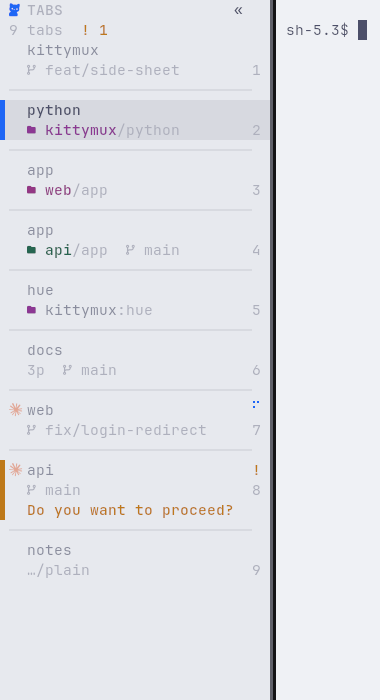 TABS «
9 tabs ! 1
kittymux
feat/side-sheet 1
python
kittymux/python 2
app
web/app 3
app
api/app main 4
hue
kittymux:hue 5
docs
3p main 6
web
fix/login-redirect 7
api !
main 8
Do you want to proceed?
notes
…/plain 9
sh-5.3$